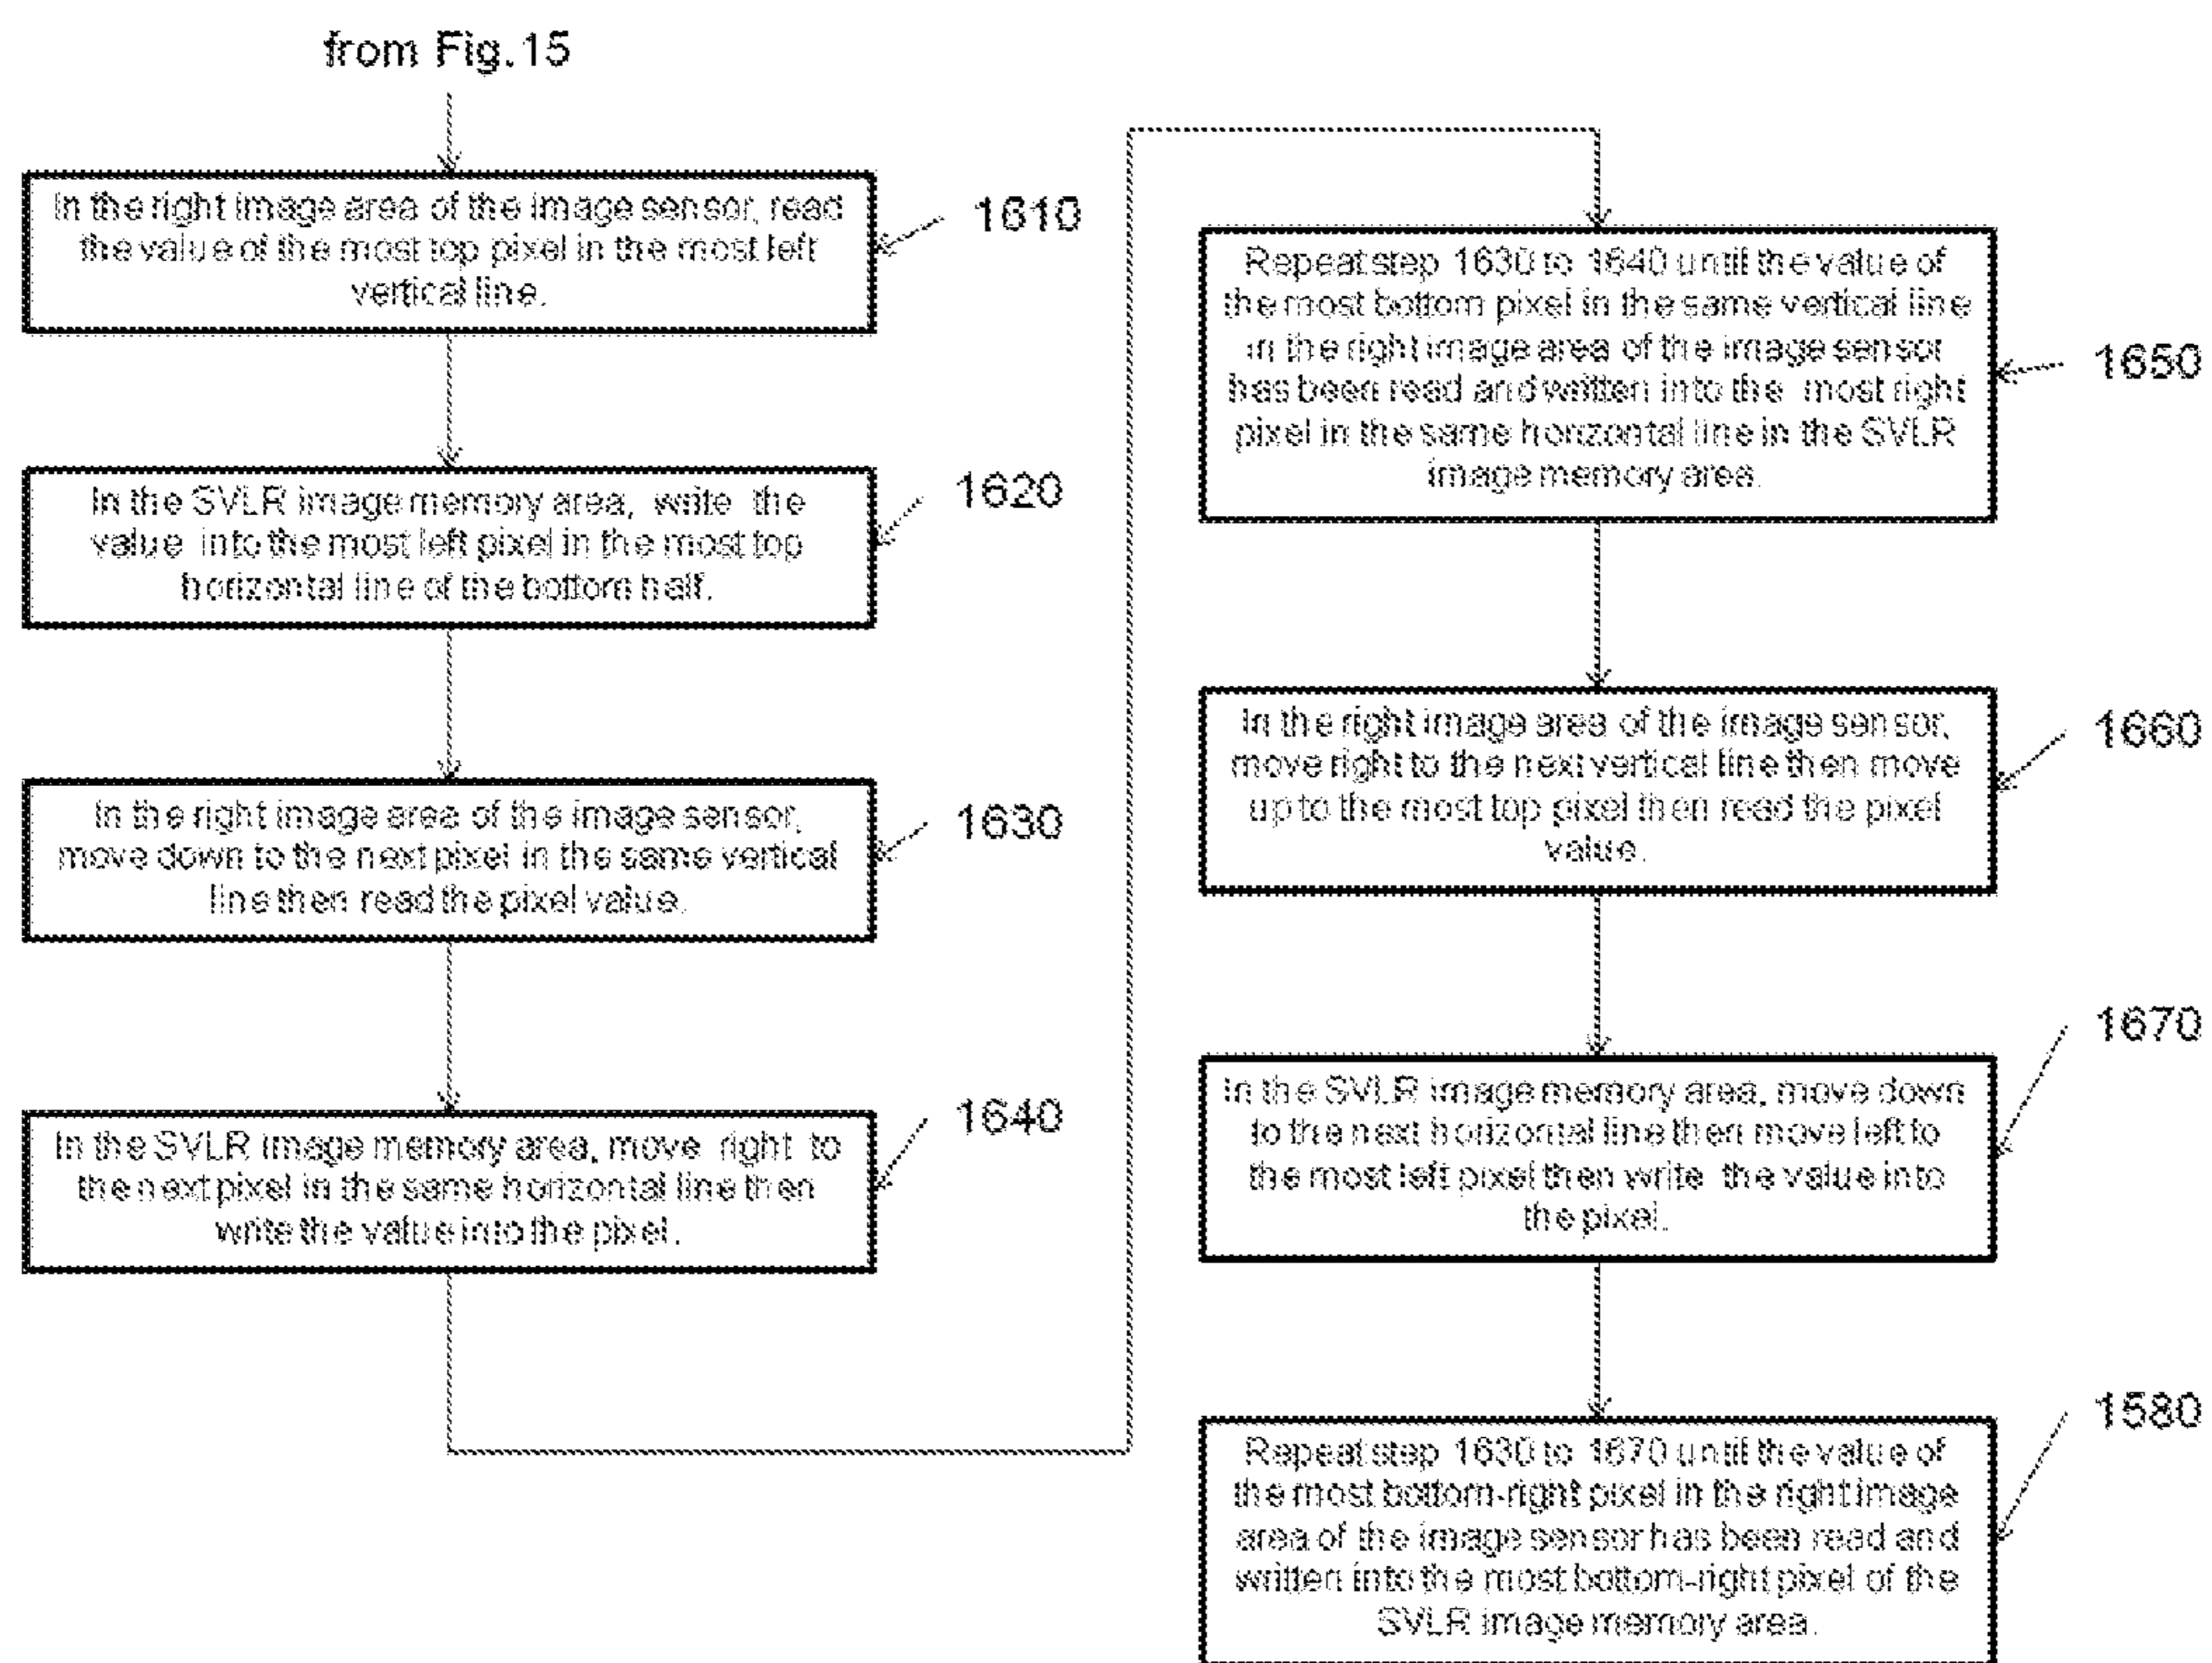 from Fig.15
In the right image area of the image sensor, read
the value of the most top pixel in the most left
vertical line.
1610
In the SVLR image memory area, write the
value into the most left pixel in the most top
horizontal line of the bottom half.
1620
In the right image area of the image sensor,
move down to the next pixel in the same vertical
line then read the pixel value.
1630
In the SVLR image memory area, move right to
the next pixel in the same horizontal line then
write the value into the pixel.
1640
Repeat step 1630 to 1640 until the value of
the most bottom pixel in the same vertical line
in the right image area of the image sensor
has been read and written into the most right
pixel in the same horizontal line in the SVLR
image memory area.
1650
In the right image area of the image sensor,
move right to the next vertical line then move
up to the most top pixel then read the pixel
value.
1660
In the SVLR image memory area, move down
to the next horizontal line then move left to
the most left pixel then write the value into
the pixel.
1670
Repeat step 1630 to 1670 until the value of
the most bottom-right pixel in the right image
area of the image sensor has been read and
written into the most bottom-right pixel of the
SVLR image memory area.
1580